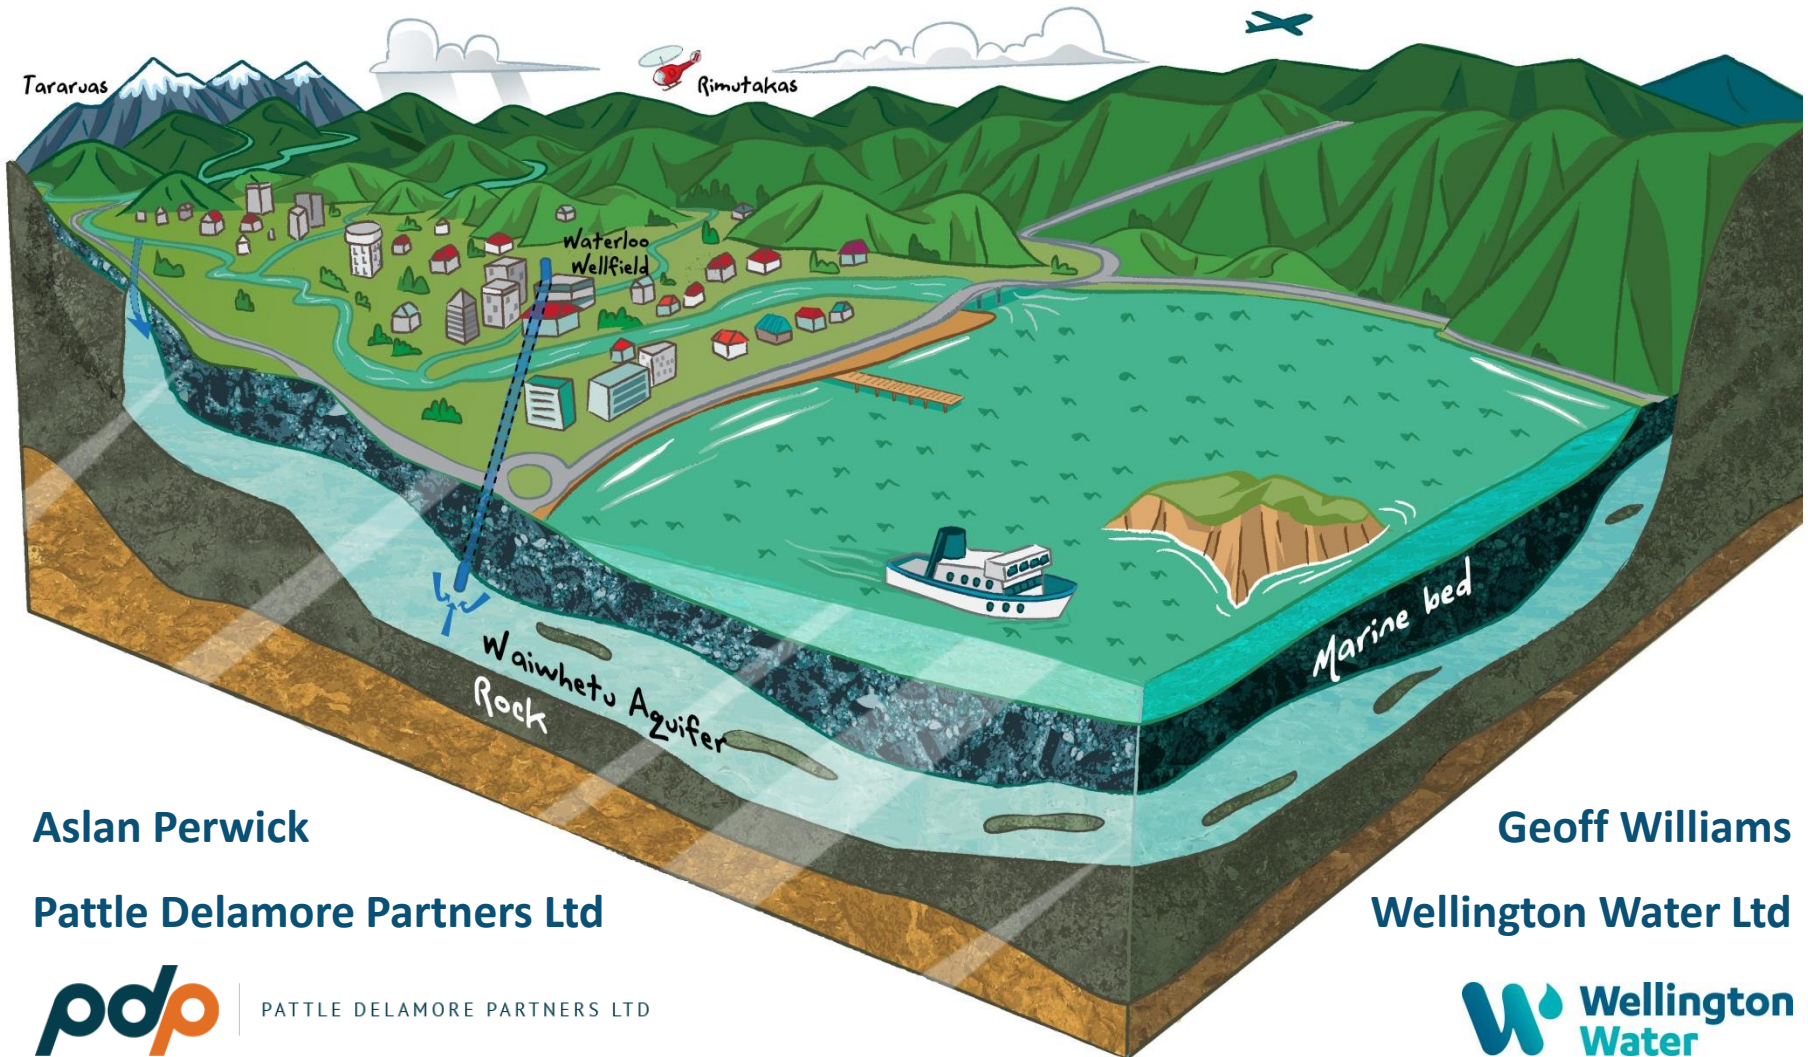 Tararuas
Rimutakas
Waterloo
Wellfield
Waiwhetu Aquifer
Rock
Marine bed
Aslan Perwick
Geoff Williams
Pattle Delamore Partners Ltd
Wellington Water Ltd
pdp
PATTLE DELAMORE PARTNERS LTD
Wellington
Water